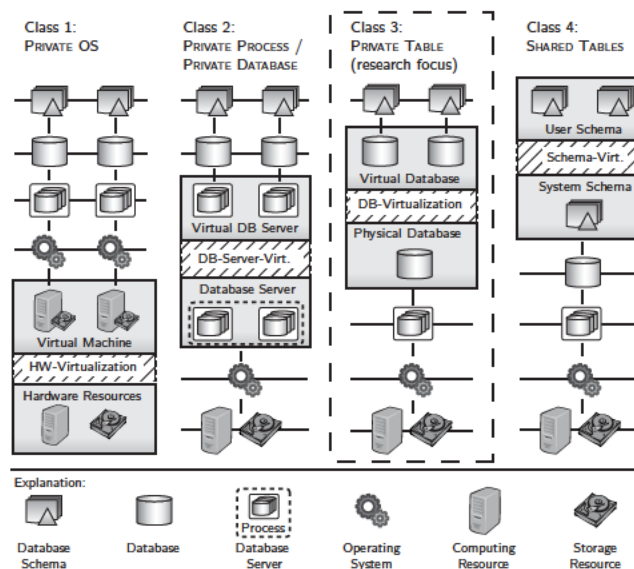 Class 1:
PRIVATE OS
Class 2:
PRIVATE PROCESS /
PRIVATE DATABASE
Class 3:
PRIVATE TABLE
(research focus)
Class 4:
SHARED TABLES
Virtual Machine
HW-Virtualization
Hardware Resources
Virtual DB Server
DB-Server-Virt.
Database Server
Virtual Database
DB-Virtualization
Physical Database
User Schema
Schema-Virt.
System Schema
Explanation:
Database
Schema
Database
Process
Database
Server
Operating
System
Computing
Resource
Storage
Resource